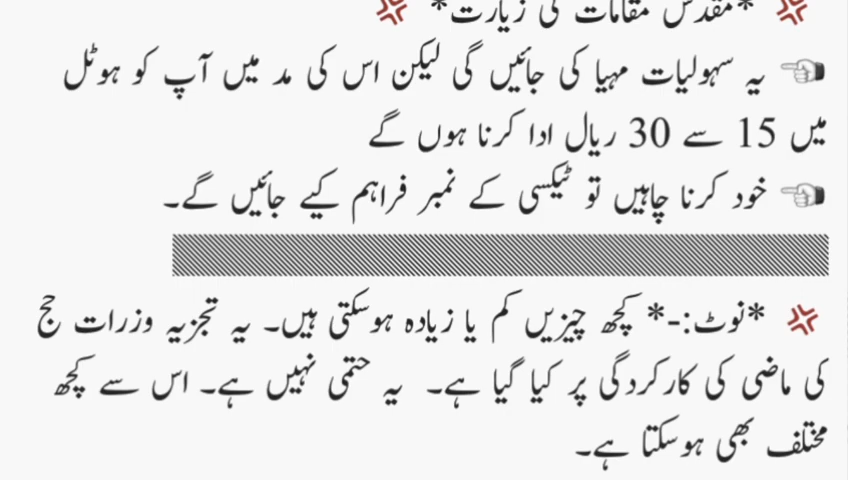 💢 *مقدس مقامات کی زیارت* 💢
👈 یہ سہولیات مہیا کی جائیں گی لیکن اس کی مد میں آپ کو ہوٹل
میں 15 سے 30 ریال ادا کرنا ہوں گے
👈 خود کرنا چاہیں تو ٹیکسی کے نمبر فراہم کیے جائیں گے۔
💢 *نوٹ:-* کچھ چیزیں کم یا زیادہ ہوسکتی ہیں۔ یہ تجزیہ وزرات حج
کی ماضی کی کارکردگی پر کیا گیا ہے۔ یہ حتمی نہیں ہے۔ اس سے کچھ
مختلف بھی ہوسکتا ہے۔